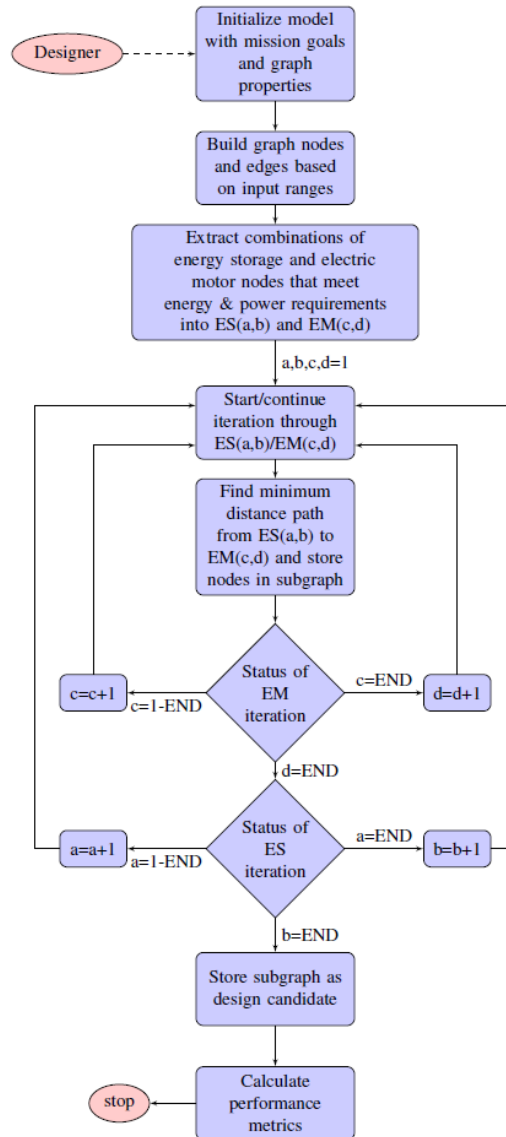 Initialize model
with mission goals
and graph
properties
Designer
Build graph nodes
and edges based
on input ranges
Extract combinations of
energy storage and electric
motor nodes that meet
energy & power requirements
into ES(a,b) and EM(c,d)
a,b,c,d=1
Start/continue
iteration through
ES(a,b)/EM(c,d)
Find minimum
distance path
from ES(a,b) to
EM(c,d) and store
nodes in subgraph
Status of
EM
iteration
c=c+1
c=1-END
c=END
d=d+1
d=END
Status of
ES
iteration
a=a+1
a=1-END
a=END
b=b+1
b=END
Store subgraph as
design candidate
Calculate
performance
metrics
stop